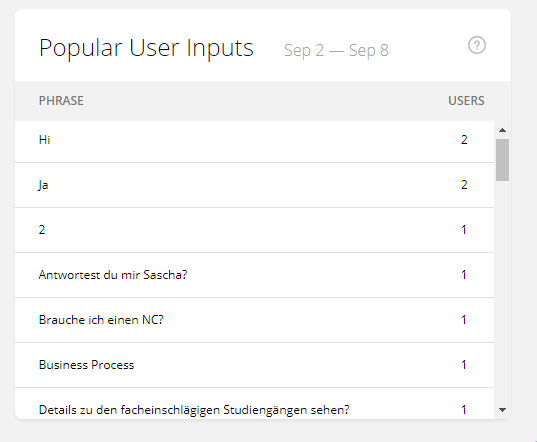 Popular User Inputs Sep 2 — Sep 8 ?
PHRASE USERS
Hi 2
Ja 2
2 1
Antwortest du mir Sascha? 1
Brauche ich einen NC? 1
Business Process 1
Details zu den facheinschlägigen Studiengängen sehen? 1